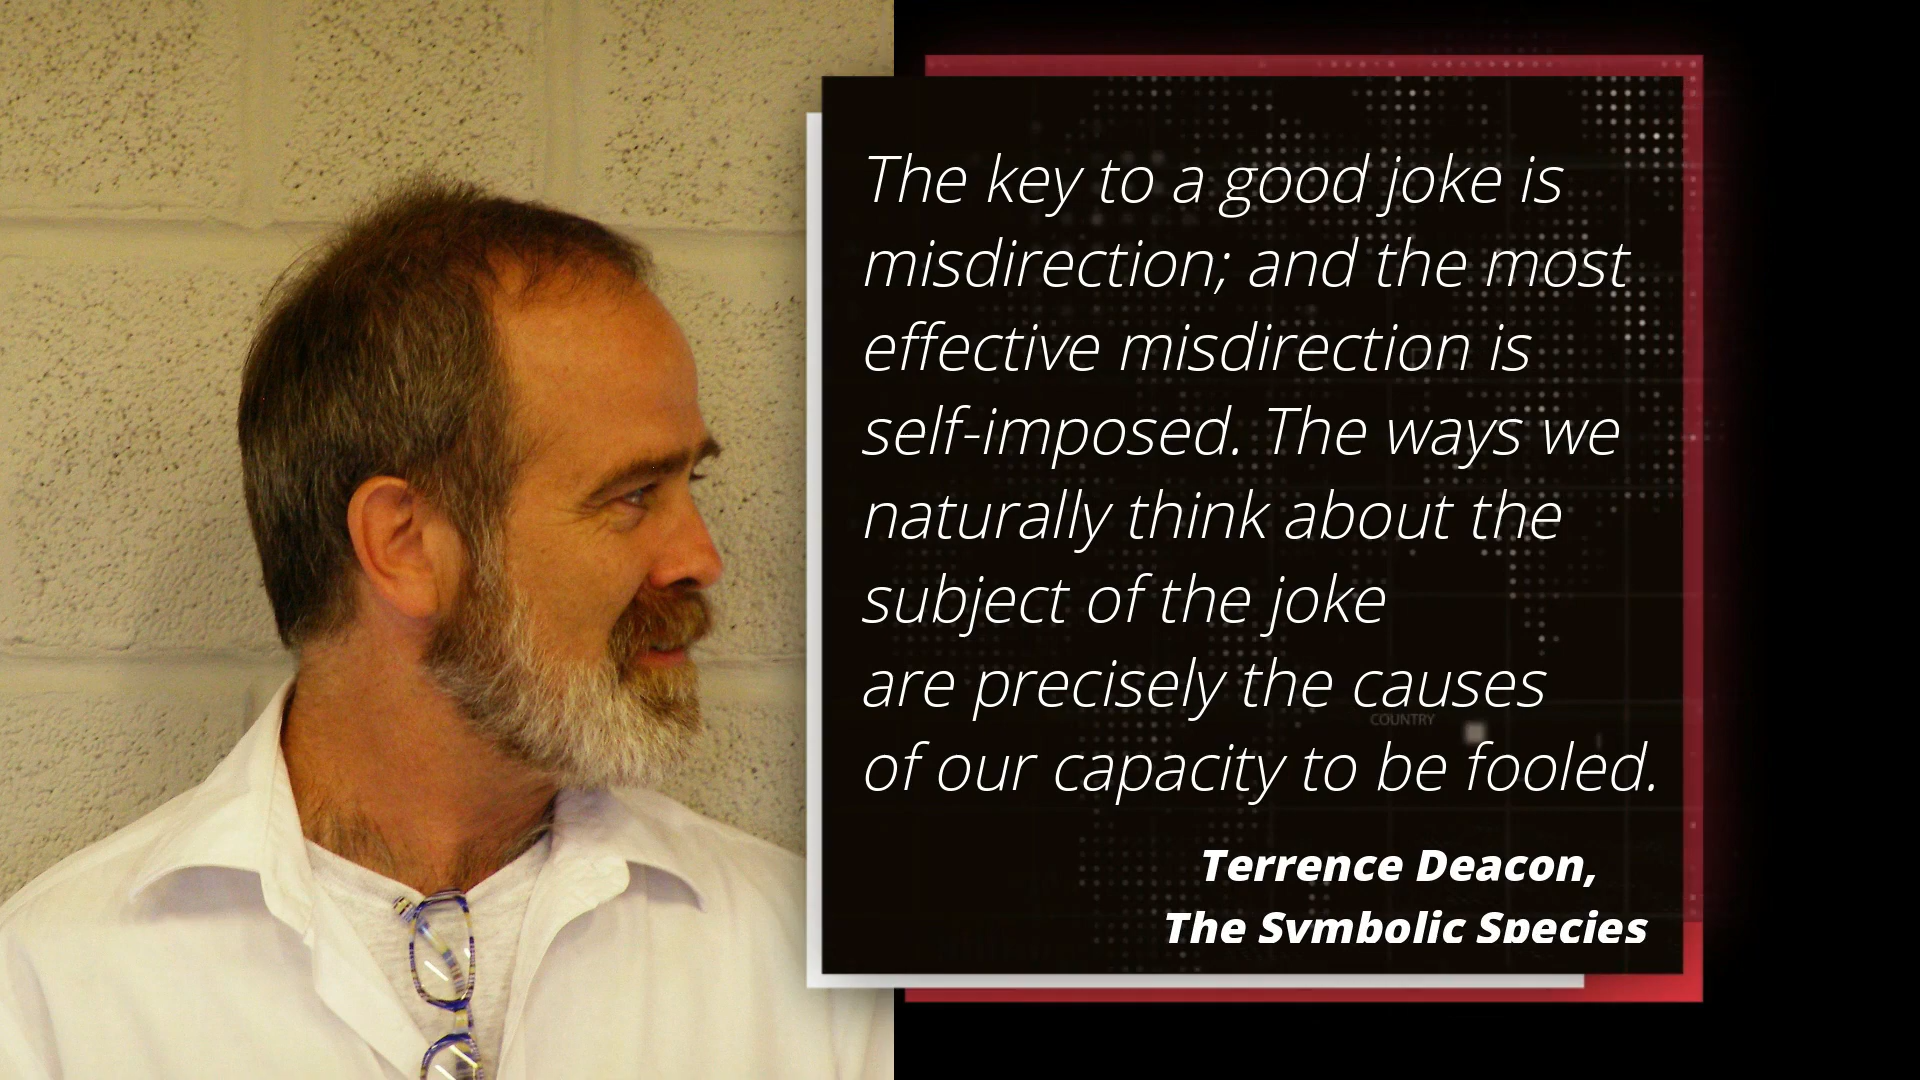 The key to a good joke is
misdirection; and the most
effective misdirection is
self-imposed. The ways we
naturally think about the
subject of the joke
are precisely the causes
of our capacity to be fooled.
COUNTRY
Terrence Deacon,
The Symbolic Species